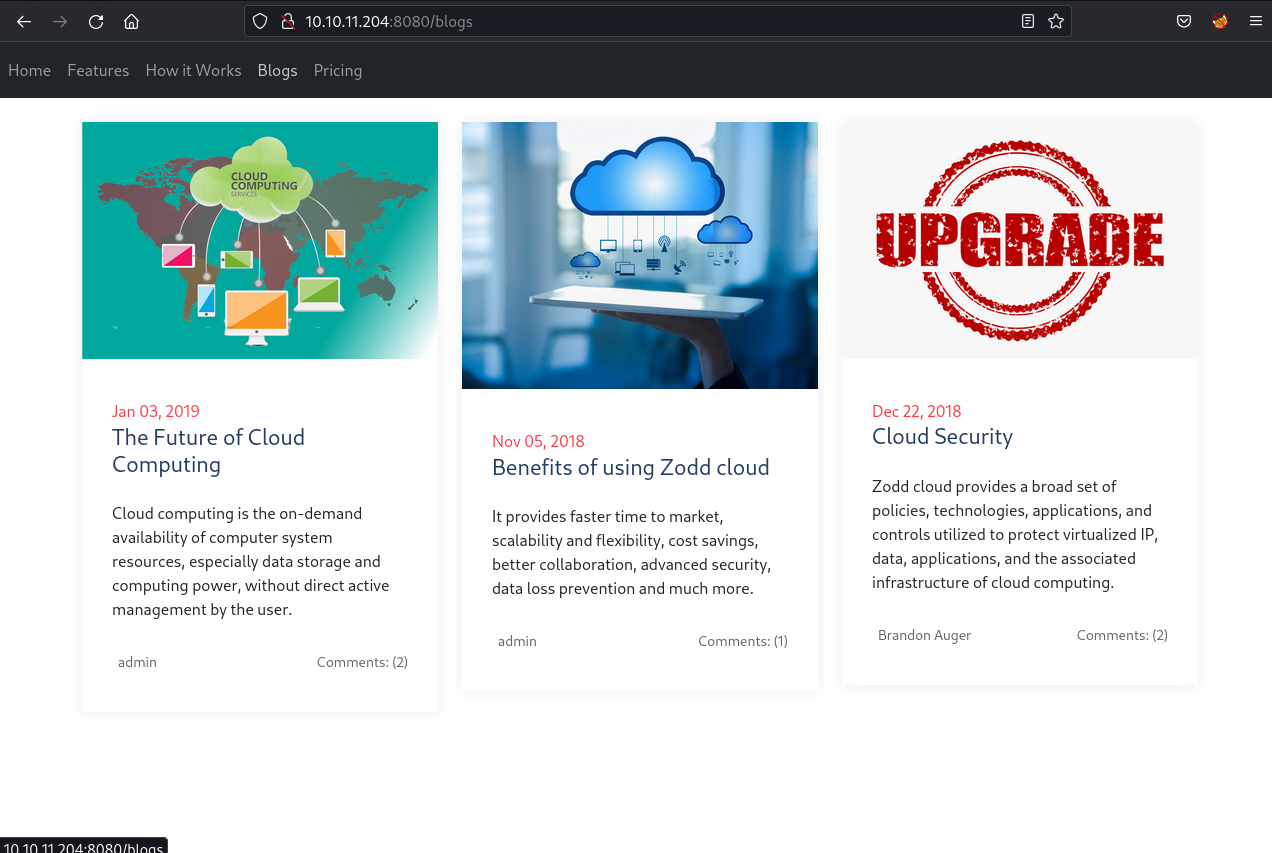 10.10.11.204:8080/blogs
Home Features How it Works Blogs Pricing
CLOUD
COMPUTING
SERVICES
Jan 03, 2019
The Future of Cloud
Computing
Cloud computing is the on-demand
availability of computer system
resources, especially data storage and
computing power, without direct active
management by the user.
admin Comments: (2)
Nov 05, 2018
Benefits of using Zodd cloud
It provides faster time to market,
scalability and flexibility, cost savings,
better collaboration, advanced security,
data loss prevention and much more.
admin Comments: (1)
UPGRADE
Dec 22, 2018
Cloud Security
Zodd cloud provides a broad set of
policies, technologies, applications, and
controls utilized to protect virtualized IP,
data, applications, and the associated
infrastructure of cloud computing.
Brandon Auger Comments: (2)
10.10.11.204:8080/blogs